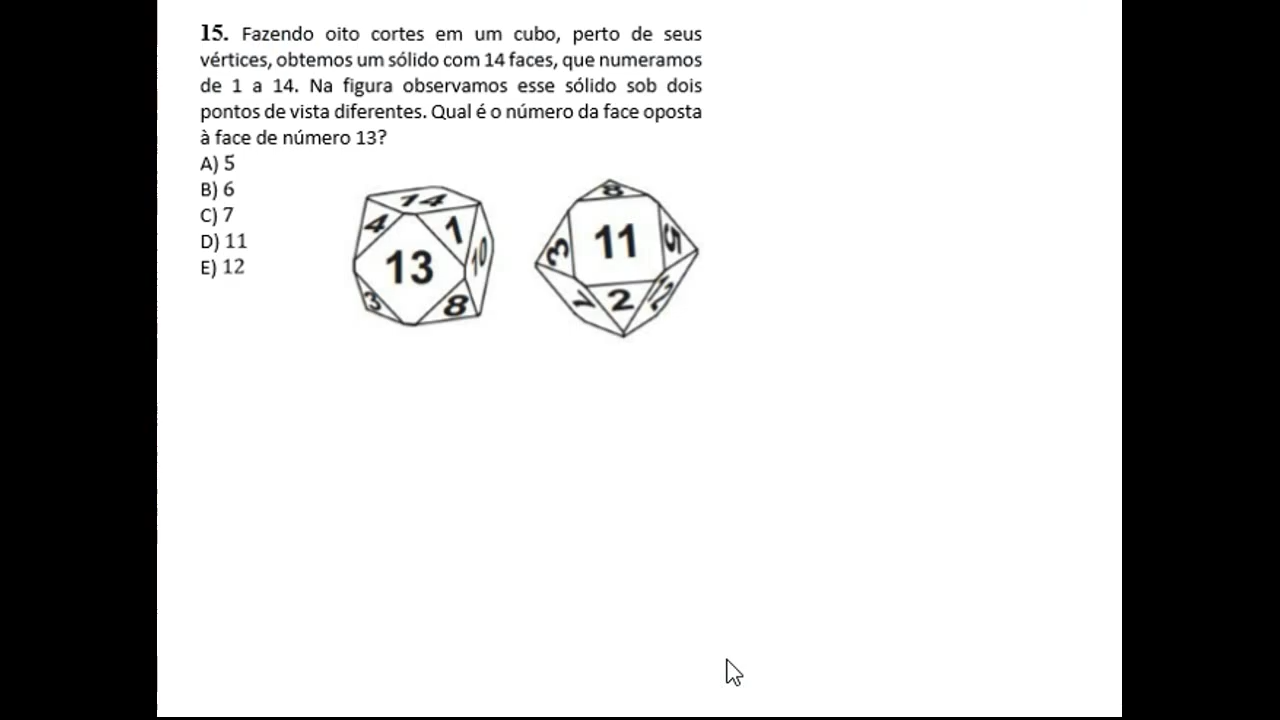 15. Fazendo oito cortes em um cubo, perto de seus
vértices, obtemos um sólido com 14 faces, que numeramos
de 1 a 14. Na figura observamos esse sólido sob dois
pontos de vista diferentes. Qual é o número da face oposta
à face de número 13?
A) 5
B) 6
C) 7
D) 11
E) 12
14
4
1
13
10
3
8
8
3
11
5
7
2
12